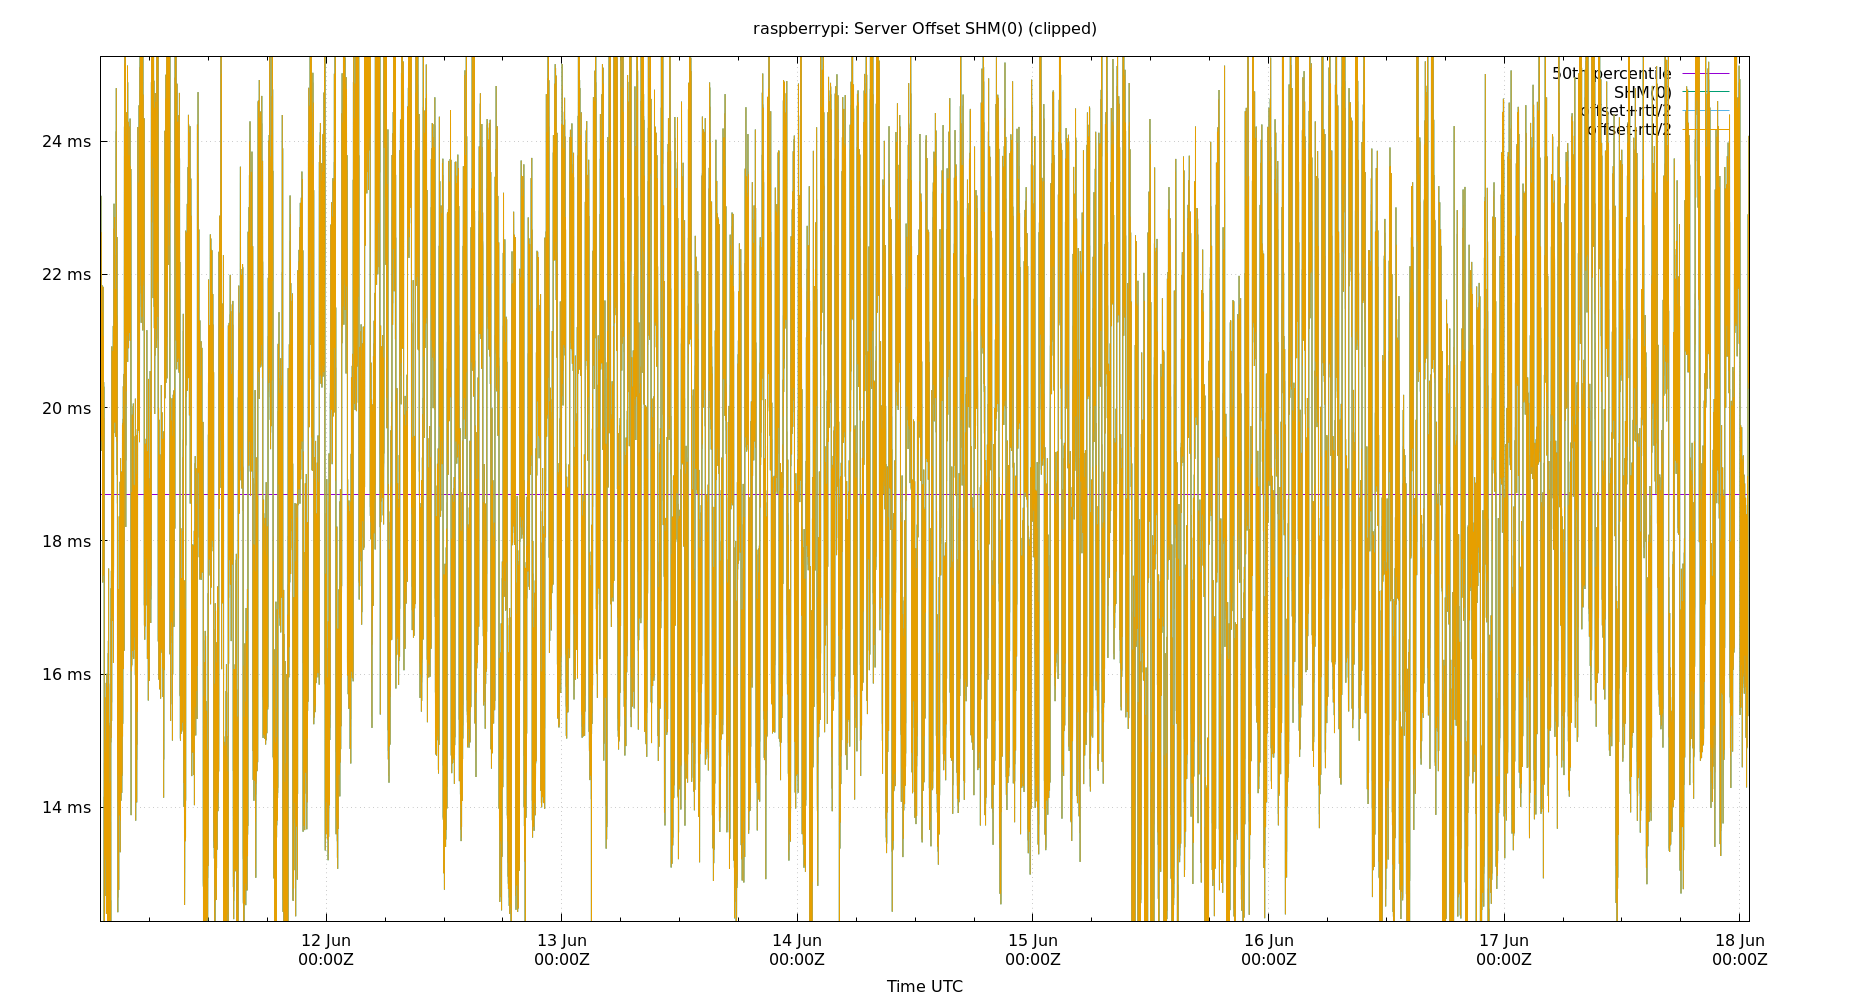 raspberrypi: Server Offset SHM(0) (clipped)
50th percentile
SHM(0)
offset+rtt/2
offset-rtt/2
24 ms
22 ms
20 ms
18 ms
16 ms
14 ms
12 Jun 13 Jun 14 Jun 15 Jun 16 Jun 17 Jun 18 Jun
00:00Z 00:00Z 00:00Z 00:00Z 00:00Z 00:00Z 00:00Z
Time UTC